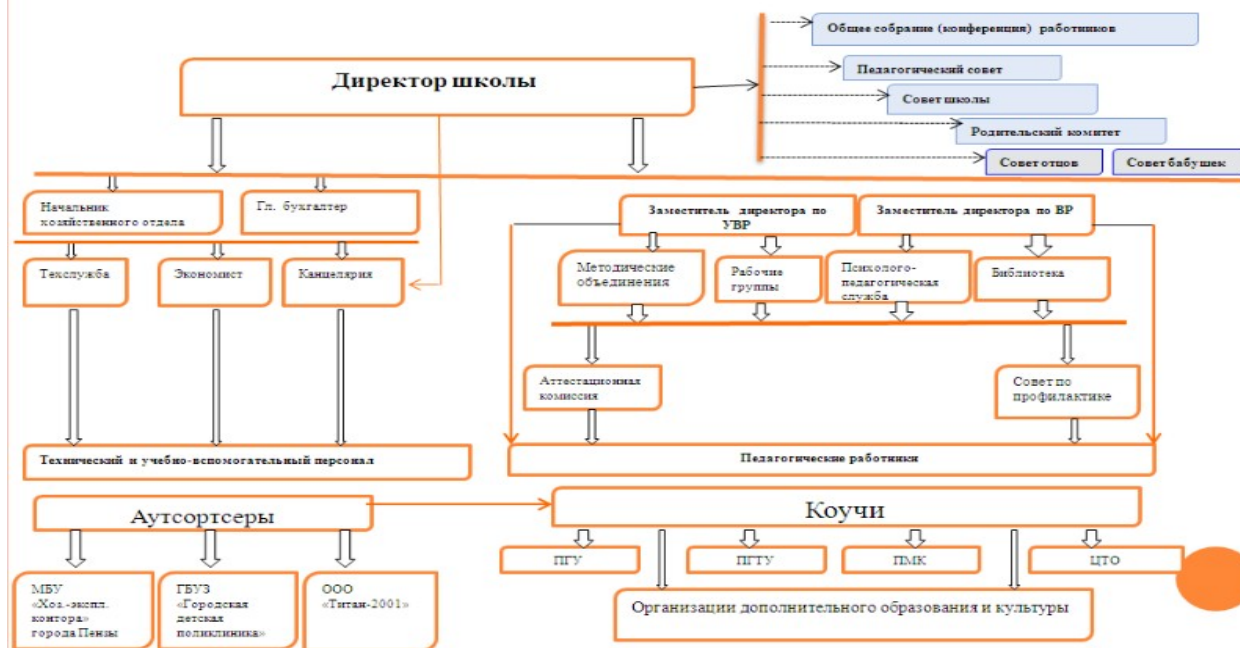 Общее собрание (конференция) работников
Директор школы
Педагогический совет
Совет школы
Родительский комитет
Совет отцов
Совет бабушек
Начальник
хозяйственного отдела
Гл. бухгалтер
Заместитель директора по
УВР
Заместитель директора по ВР
Техслужба
Экономист
Канцелярия
Методические
объединения
Рабочие
группы
Психолого-
педагогическая
служба
Библиотека
Аттестационная
комиссия
Совет по
профилактике
Технический и учебно-вспомогательный персонал
Педагогические работники
Аутсортсеры
Коучи
ПГУ
ПГТУ
ПМК
ЦТО
МБУ
«Хоз.-экспл.
контора»
города Пензы
ГБУЗ
«Городская
детская
поликлиника»
ООО
«Титан-2001»
Организации дополнительного образования и культуры